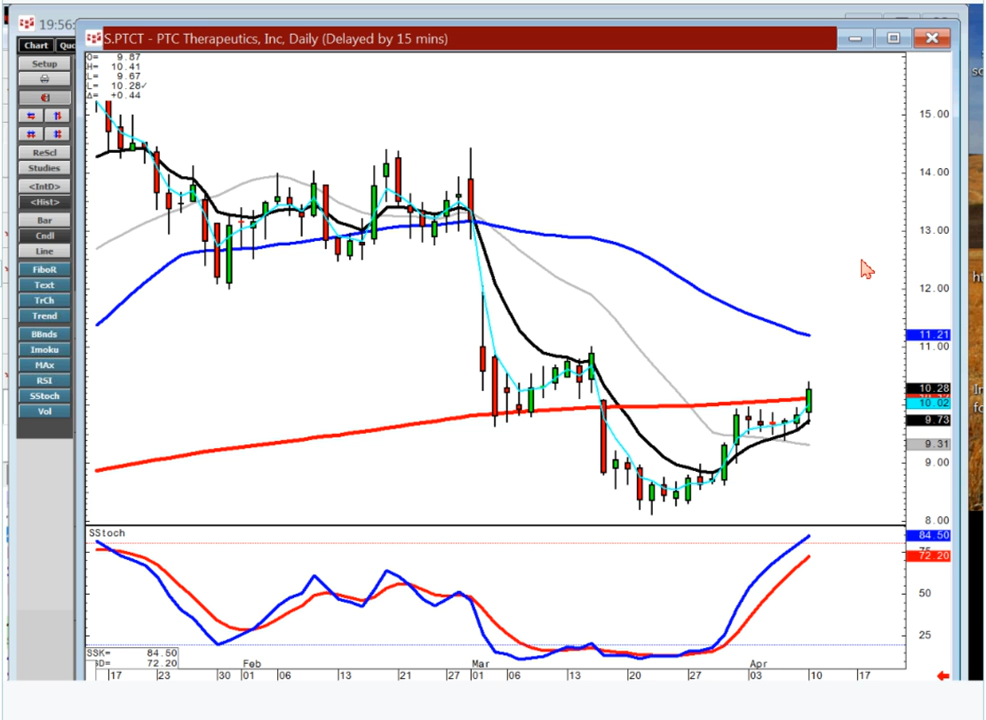 19:56:
S.PTCT - PTC Therapeutics, Inc, Daily (Delayed by 15 mins)
Chart
Quo
Setup
ReScl
Studies
<IntD>
<Hist>
Bar
Cndl
Line
FiboR
Text
TrCh
Trend
BBnds
Imoku
MAx
RSI
SStoch
Vol
O= 9.87
H= 10.41
L= 9.67
L= 10.28✓
Δ= +0.44
15.00
14.00
13.00
12.00
11.21
11.00
10.28
10.02
9.73
9.31
9.00
8.00
SStoch
84.50
75
72.20
50
25
SSK= 84.50
SD= 72.20
17
23
30
Feb
01
06
13
21
27
Mar
01
06
13
20
27
Apr
03
10
17